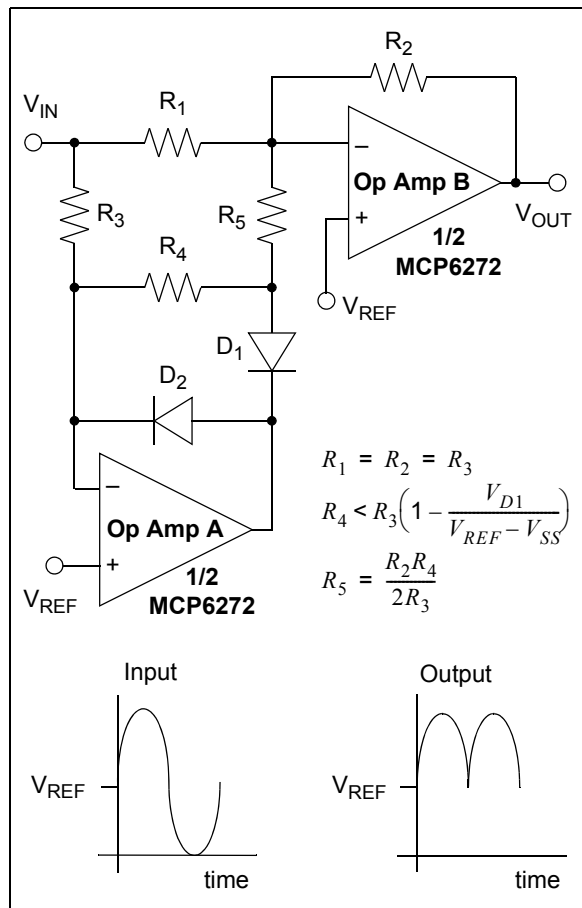 R2
VIN
R1
Op Amp B
−
+
VOUT
1/2
MCP6272
VREF
R3
R5
R4
D1
D2
−
Op Amp A
+
1/2
MCP6272
VREF
R1 = R2 = R3
R4 < R3(1 − VD1/(VREF − VSS))
R5 = R2R4/2R3
Input
VREF
time
Output
VREF
time